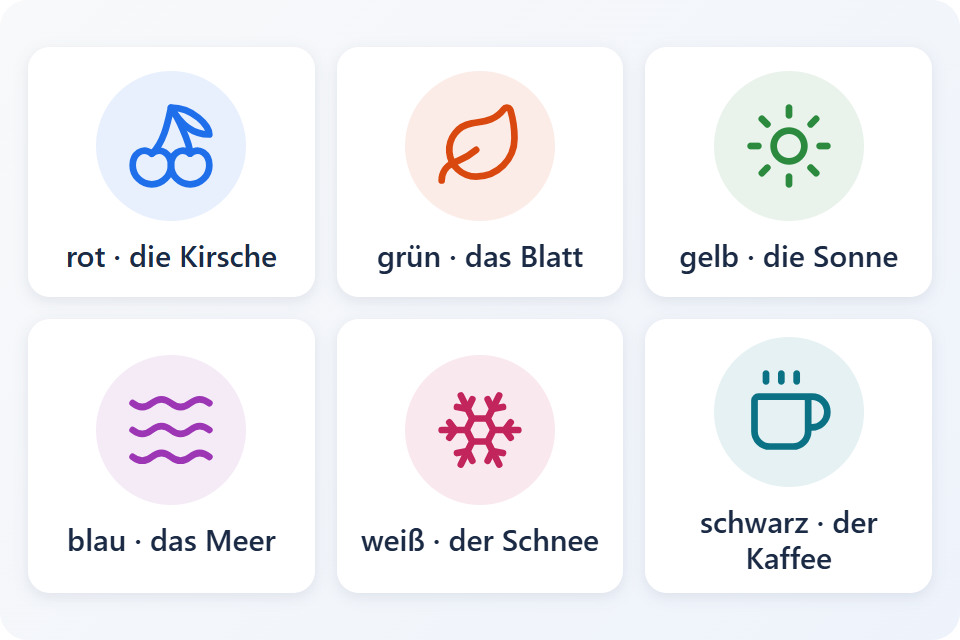 rot · die Kirsche
grün · das Blatt
gelb · die Sonne
blau · das Meer
weiß · der Schnee
schwarz · der
Kaffee